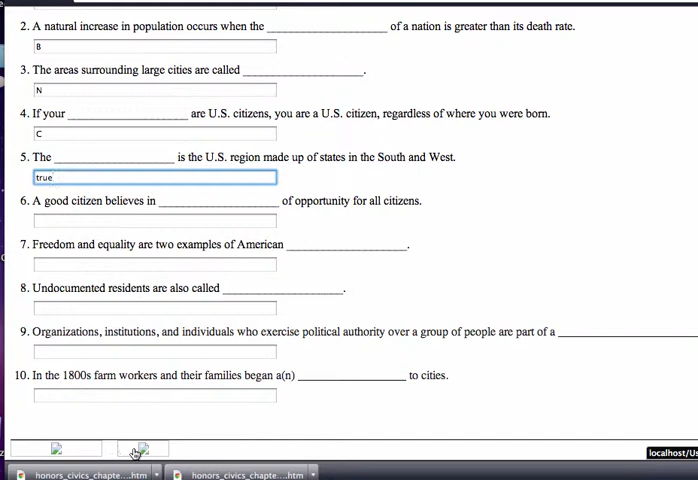 2. A natural increase in population occurs when the ____________________ of a nation is greater than its death rate.
B
3. The areas surrounding large cities are called ____________________.
N
4. If your ____________________ are U.S. citizens, you are a U.S. citizen, regardless of where you were born.
C
5. The ____________________ is the U.S. region made up of states in the South and West.
true
6. A good citizen believes in ____________________ of opportunity for all citizens.
7. Freedom and equality are two examples of American ____________________.
8. Undocumented residents are also called ____________________.
9. Organizations, institutions, and individuals who exercise political authority over a group of people are part of a ____________________
10. In the 1800s farm workers and their families began a(n) __________________ to cities.
localhost/Us
honors_civics_chapte....htm honors_civics_chapte....htm